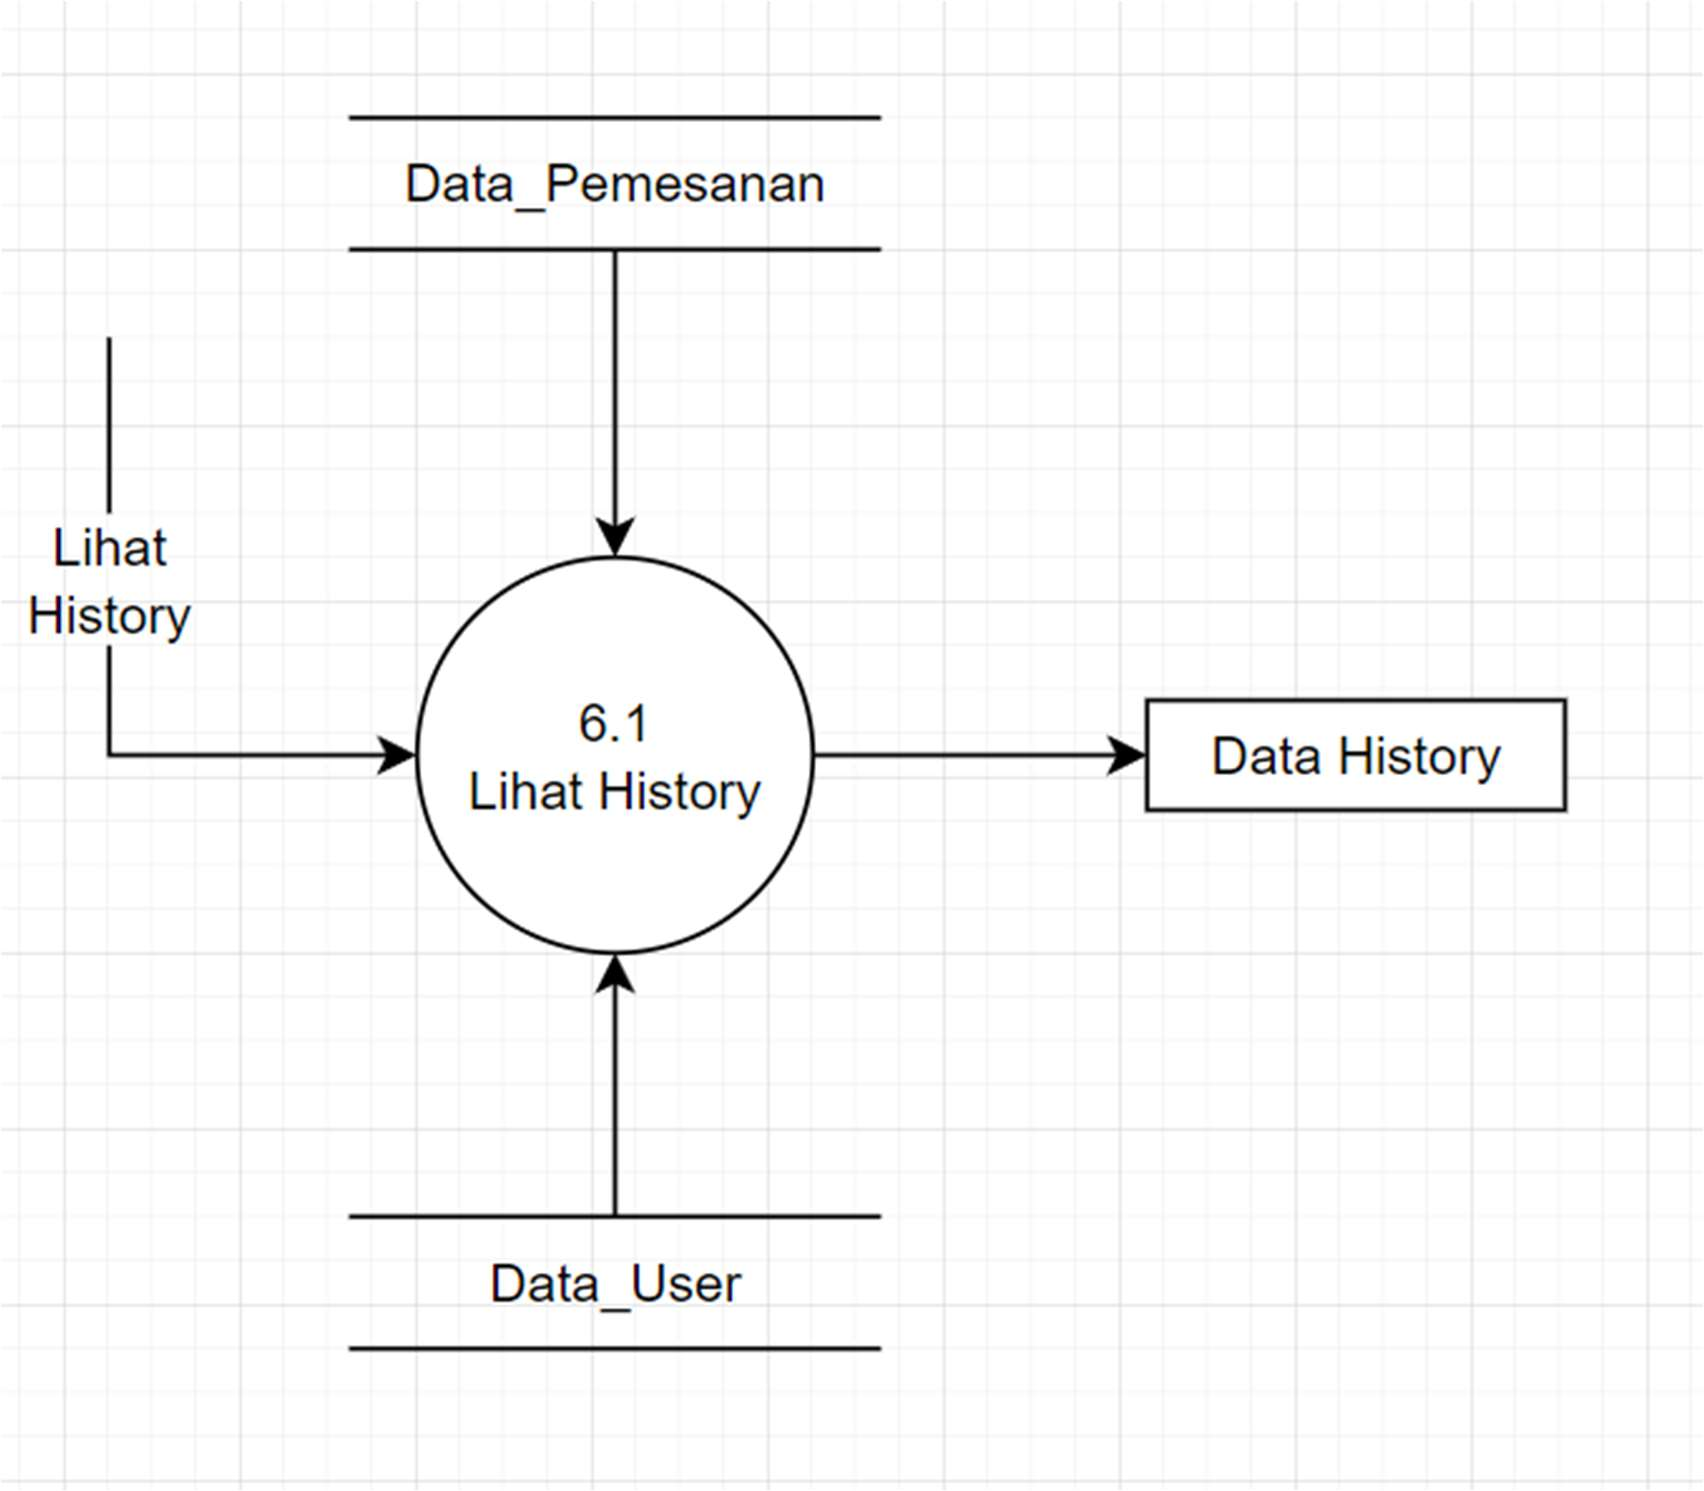 Data_Pemesanan
Lihat
History
6.1
Lihat History
Data History
Data_User